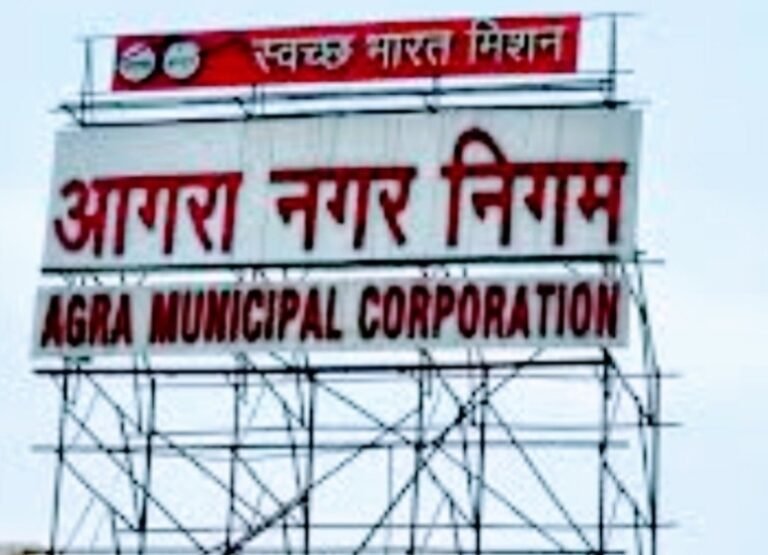 स्वच्छ भारत मिशन
आगरा नगर निगम
AGRA MUNICIPAL CORPORATION